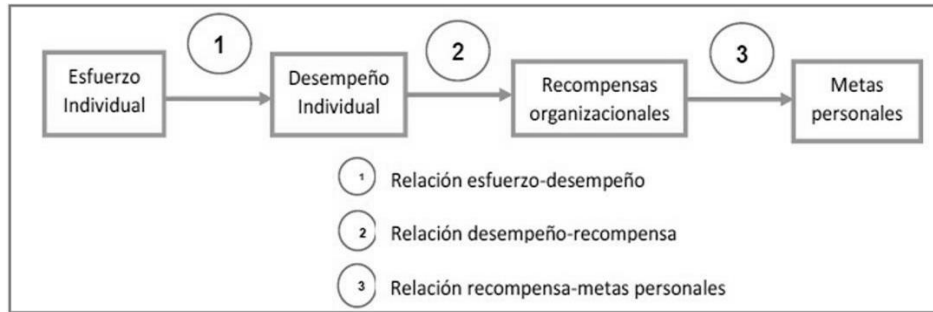 1
2
3
Esfuerzo
Individual
Desempeño
Individual
Recompensas
organizacionales
Metas
personales
1 Relación esfuerzo-desempeño
2 Relación desempeño-recompensa
3 Relación recompensa-metas personales